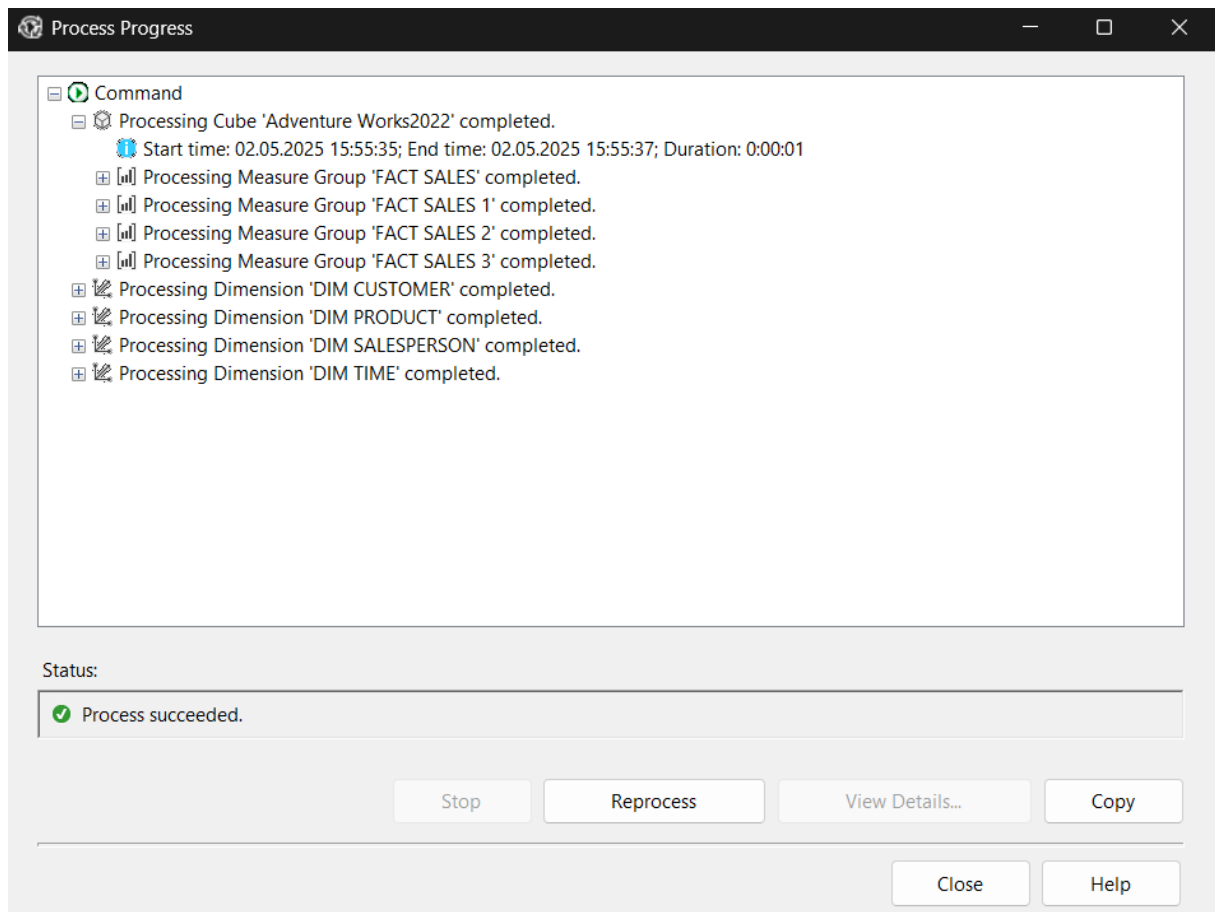 Process Progress
Command
Processing Cube 'Adventure Works2022' completed.
Start time: 02.05.2025 15:55:35; End time: 02.05.2025 15:55:37; Duration: 0:00:01
Processing Measure Group 'FACT SALES' completed.
Processing Measure Group 'FACT SALES 1' completed.
Processing Measure Group 'FACT SALES 2' completed.
Processing Measure Group 'FACT SALES 3' completed.
Processing Dimension 'DIM CUSTOMER' completed.
Processing Dimension 'DIM PRODUCT' completed.
Processing Dimension 'DIM SALESPERSON' completed.
Processing Dimension 'DIM TIME' completed.
Status:
Process succeeded.
Stop Reprocess View Details... Copy
Close Help